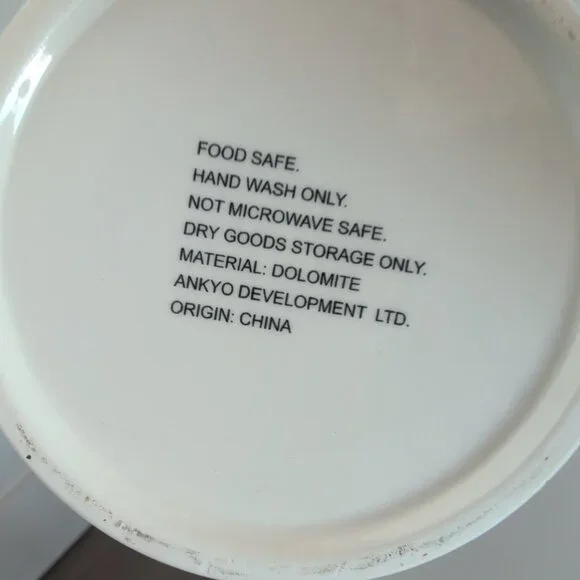 FOOD SAFE.
HAND WASH ONLY.
NOT MICROWAVE SAFE.
DRY GOODS STORAGE ONLY.
MATERIAL: DOLOMITE
ANKYO DEVELOPMENT LTD.
ORIGIN: CHINA